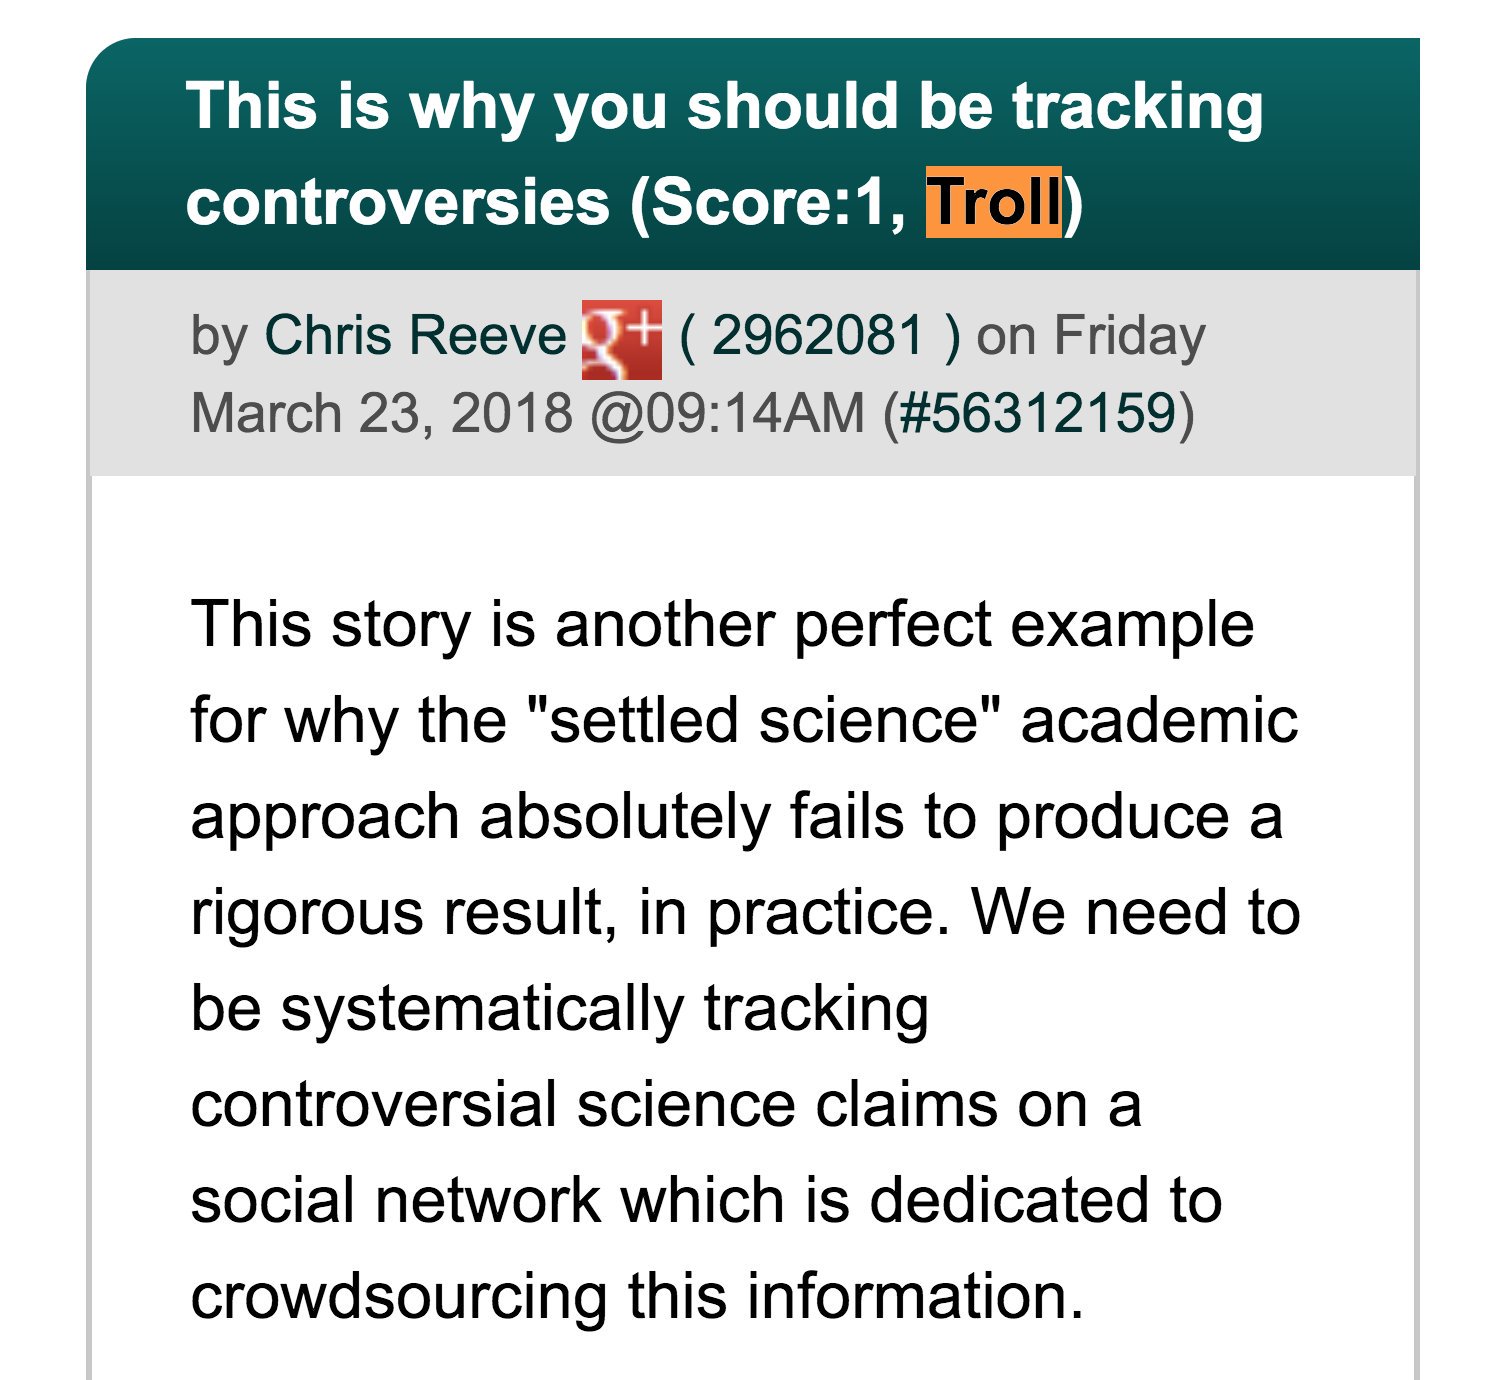 This is why you should be tracking
controversies (Score:1, Troll)
by Chris Reeve g+ ( 2962081 ) on Friday
March 23, 2018 @09:14AM (#56312159)
This story is another perfect example
for why the "settled science" academic
approach absolutely fails to produce a
rigorous result, in practice. We need to
be systematically tracking
controversial science claims on a
social network which is dedicated to
crowdsourcing this information.